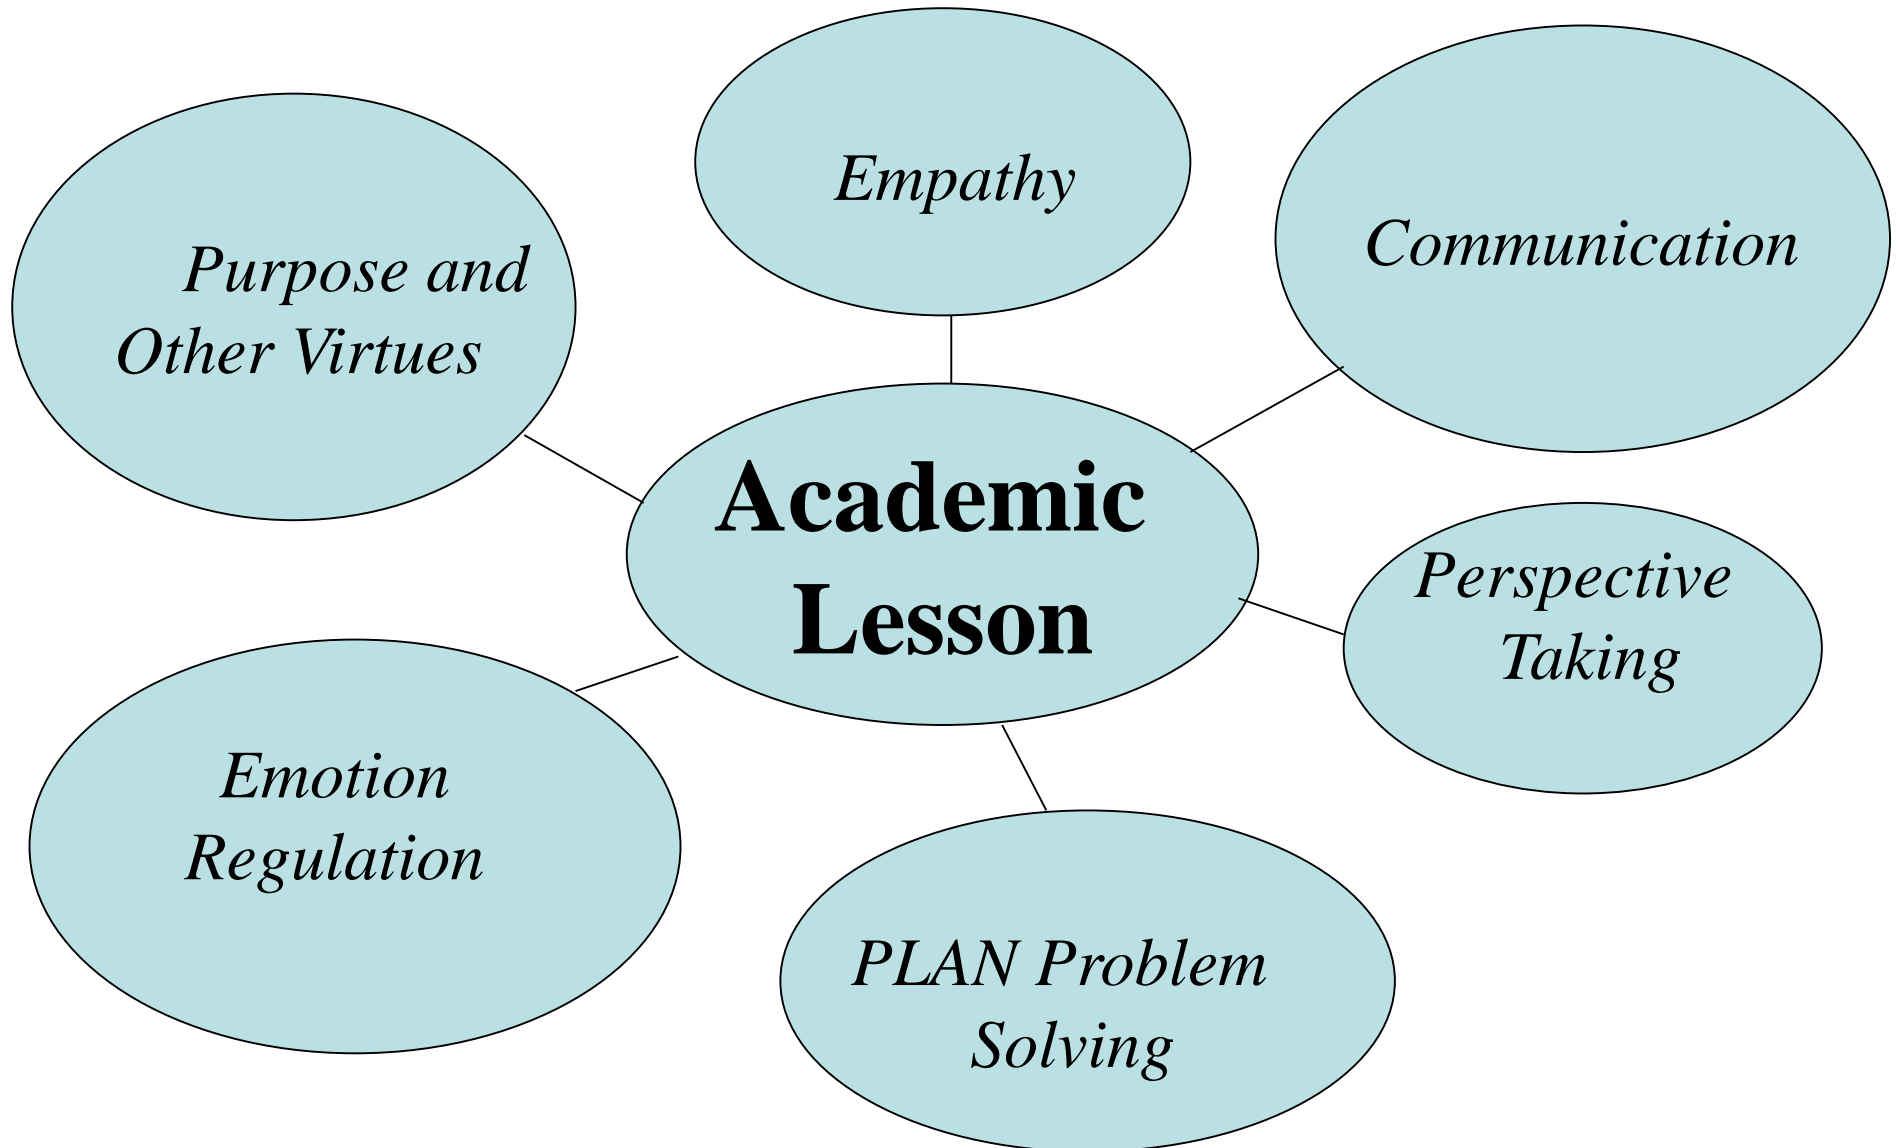 Empathy
Communication
Purpose and
Other Virtues
Academic
Lesson
Perspective
Taking
Emotion
Regulation
PLAN Problem
Solving